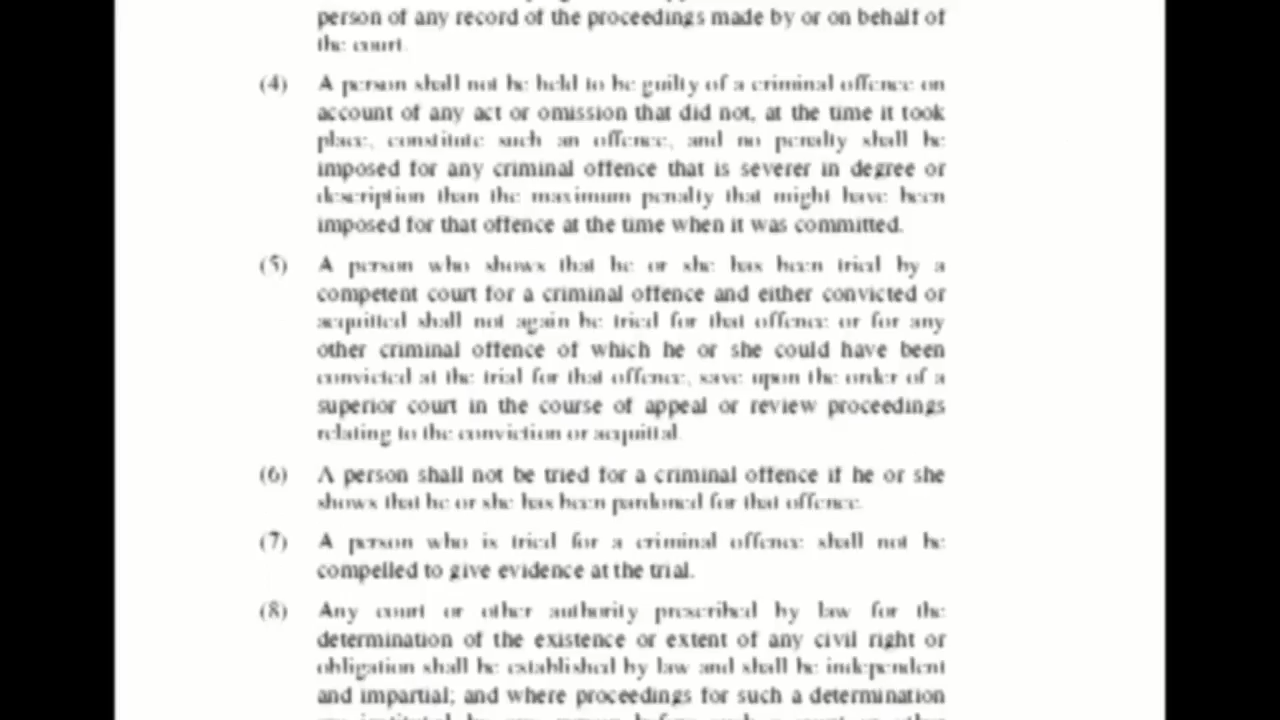 person of any record of the proceedings made by or on behalf of
the court.
(4) A person shall not be held to be guilty of a criminal offence on
account of any act or omission that did not, at the time it took
place, constitute such an offence, and no penalty shall be
imposed for any criminal offence that is severer in degree or
description than the maximum penalty that might have been
imposed for that offence at the time when it was committed.
(5) A person who shows that he or she has been tried by a
competent court for a criminal offence and either convicted or
acquitted shall not again be tried for that offence or for any
other criminal offence of which he or she could have been
convicted at the trial for that offence, save upon the order of a
superior court in the course of appeal or review proceedings
relating to the conviction or acquittal.
(6) A person shall not be tried for a criminal offence if he or she
shows that he or she has been pardoned for that offence.
(7) A person who is tried for a criminal offence shall not be
compelled to give evidence at the trial.
(8) Any court or other authority prescribed by law for the
determination of the existence or extent of any civil right or
obligation shall be established by law and shall be independent
and impartial; and where proceedings for such a determination